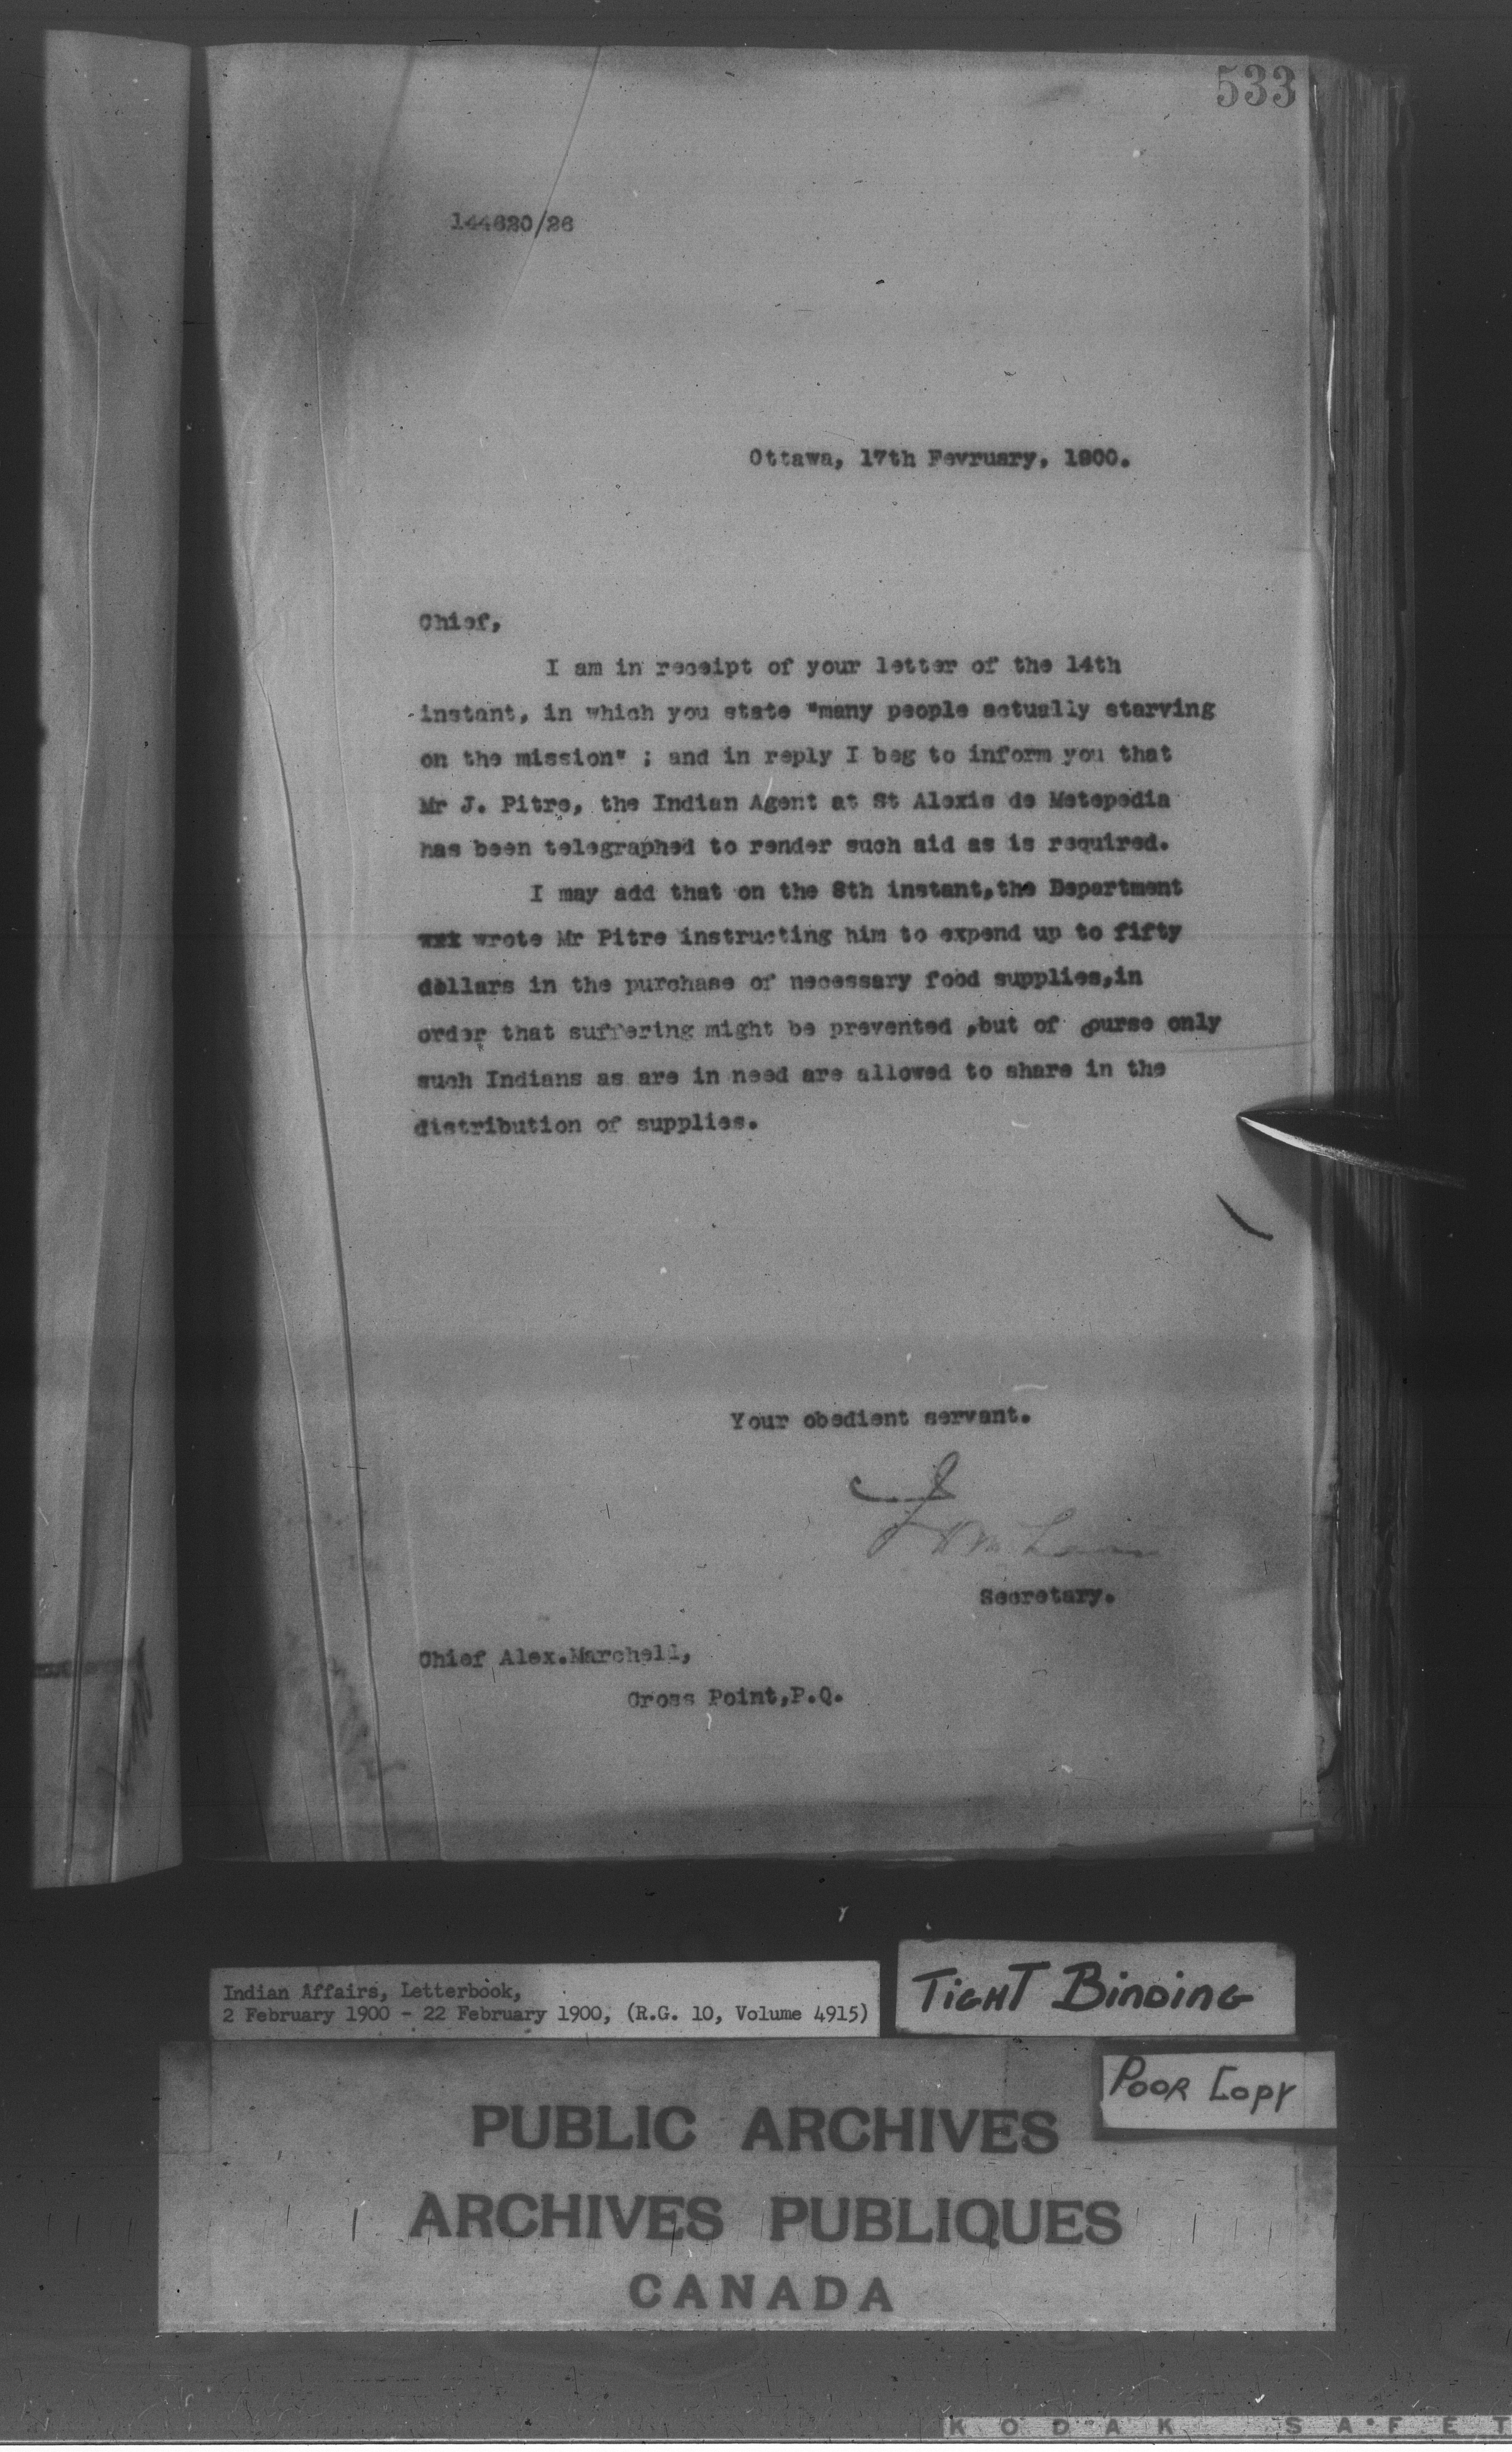 533
144620/26
Ottawa, 17th Fevruary, 1900.
Chief,
I am in receipt of your letter of the 14th
instant, in which you state "many people actually starving
on the mission" ; and in reply I beg to inform you that
Mr J. Pitre, the Indian Agent at St Alexis de Metepedia
has been telegraphed to render such aid as is required.
I may add that on the 8th instant,the Department
wrote Mr Pitre instructing him to expend up to fifty
dollars in the purchase of necessary food supplies,in
order that suffering might be prevented ,but of course only
such Indians as are in need are allowed to share in the
distribution of supplies.
Your obedient servant.
Secretary.
Chief Alex.Marchell,
Cross Point,P.Q.
Indian Affairs, Letterbook,
2 February 1900 - 22 February 1900, (R.G. 10, Volume 4915)
TIGHT BINDING
POOR COPY
PUBLIC ARCHIVES
ARCHIVES PUBLIQUES
CANADA
KODAK SAFET